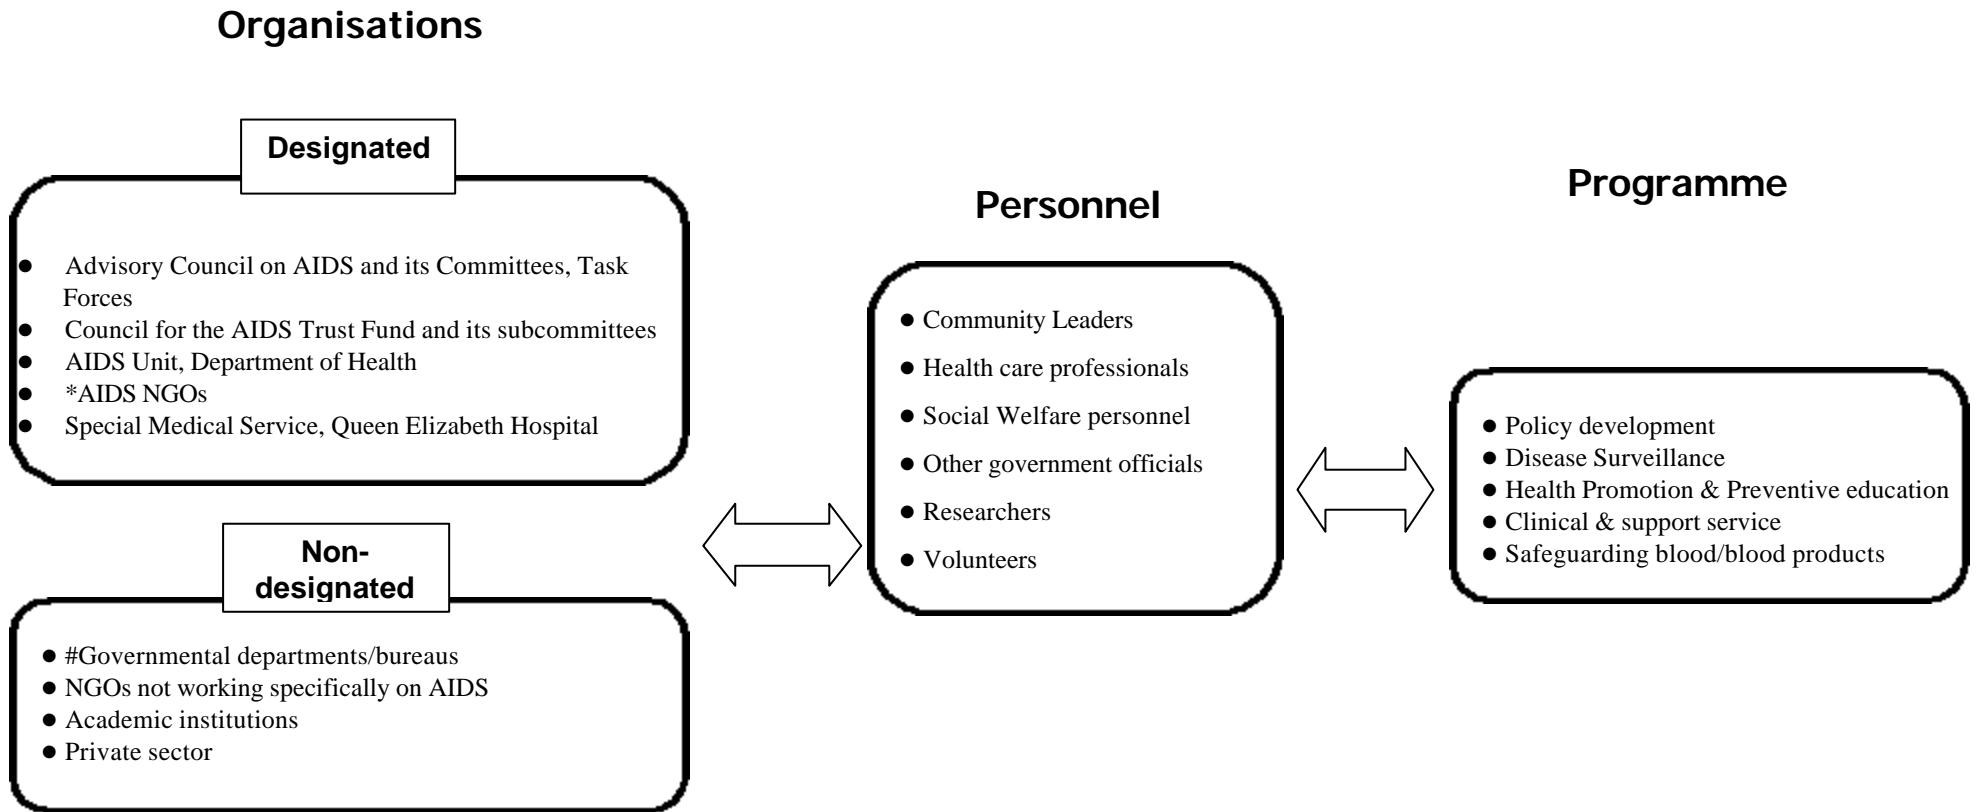 Organisations
Designated
● Advisory Council on AIDS and its Committees, Task
Forces
● Council for the AIDS Trust Fund and its subcommittees
● AIDS Unit, Department of Health
● *AIDS NGOs
● Special Medical Service, Queen Elizabeth Hospital
Non-
designated
● #Governmental departments/bureaus
● NGOs not working specifically on AIDS
● Academic institutions
● Private sector
Personnel
● Community Leaders
● Health care professionals
● Social Welfare personnel
● Other government officials
● Researchers
● Volunteers
Programme
● Policy development
● Disease Surveillance
● Health Promotion & Preventive education
● Clinical & support service
● Safeguarding blood/blood products